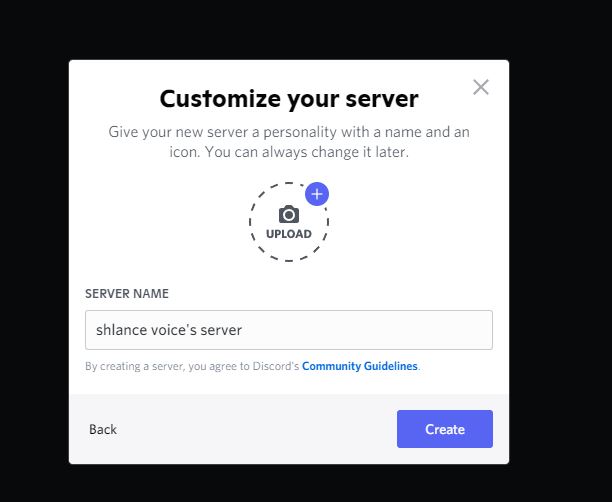 Customize your server
Give your new server a personality with a name and an
icon. You can always change it later.
UPLOAD
SERVER NAME
shlance voice's server
By creating a server, you agree to Discord's Community Guidelines.
Back
Create